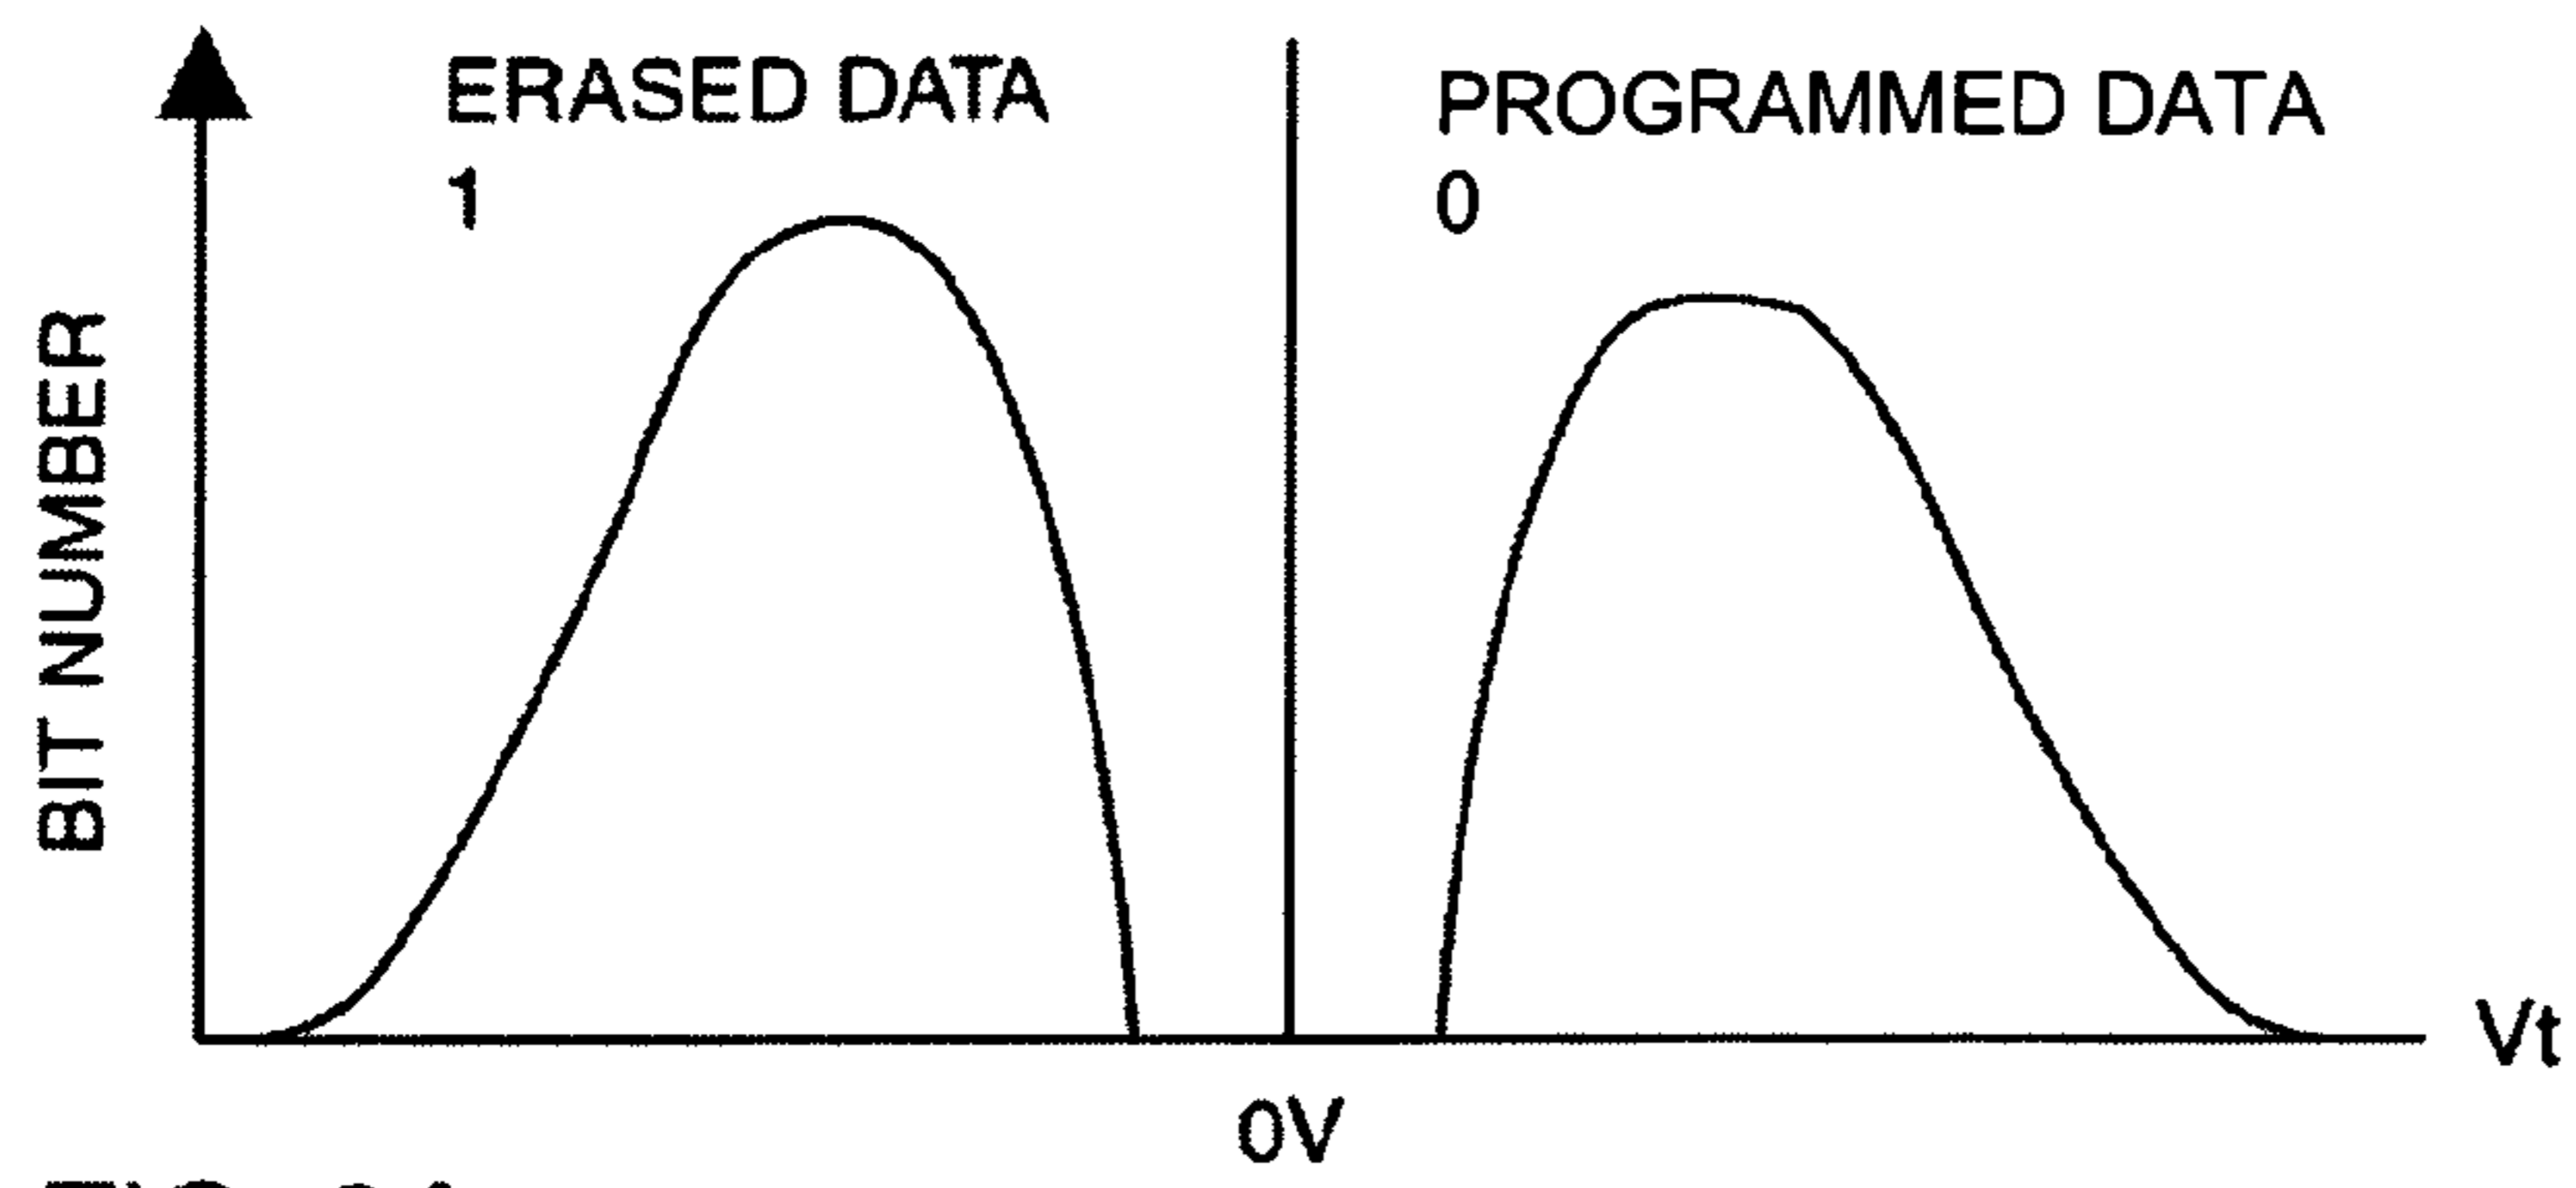 ERASED DATA
1
PROGRAMMED DATA
0
BIT NUMBER
Vt
0V